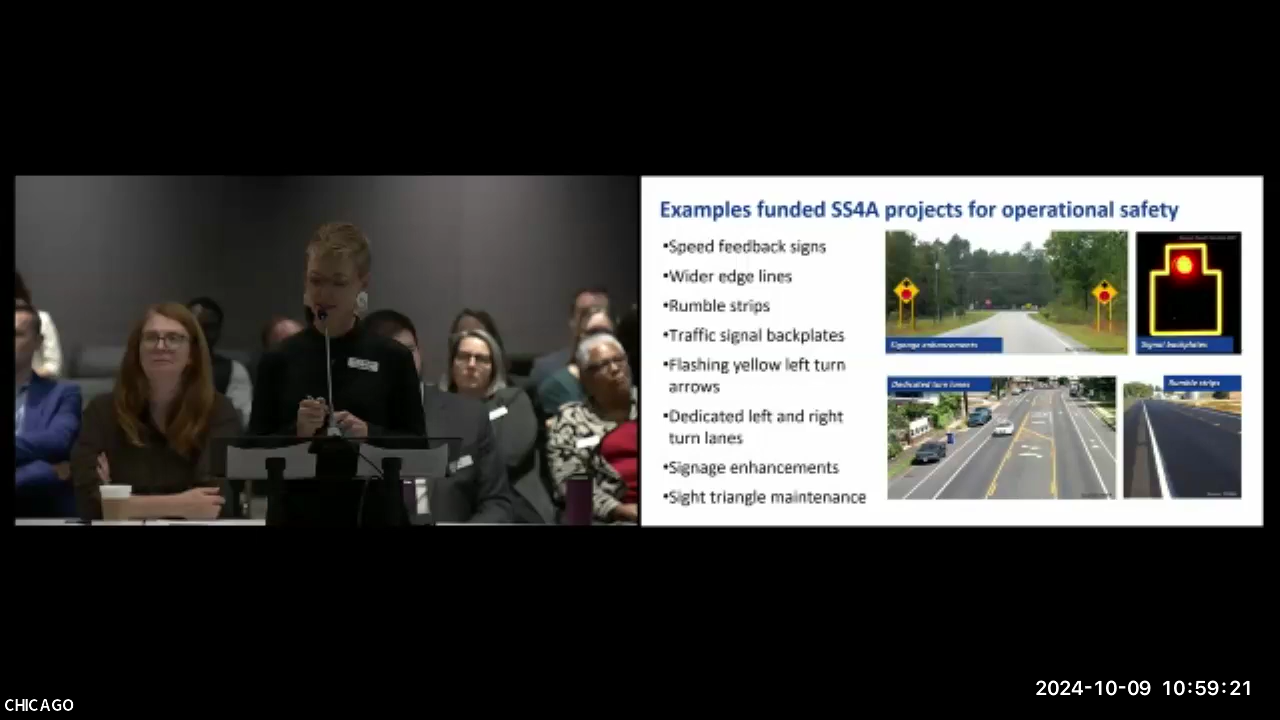 Examples funded SS4A projects for operational safety
•Speed feedback signs
•Wider edge lines
•Rumble strips
•Traffic signal backplates
•Flashing yellow left turn
arrows
•Dedicated left and right
turn lanes
•Signage enhancements
•Sight triangle maintenance
Signage enhancements
Signal backplates
Dedicated turn lanes
Rumble strips
2024-10-09 10:59:21
CHICAGO